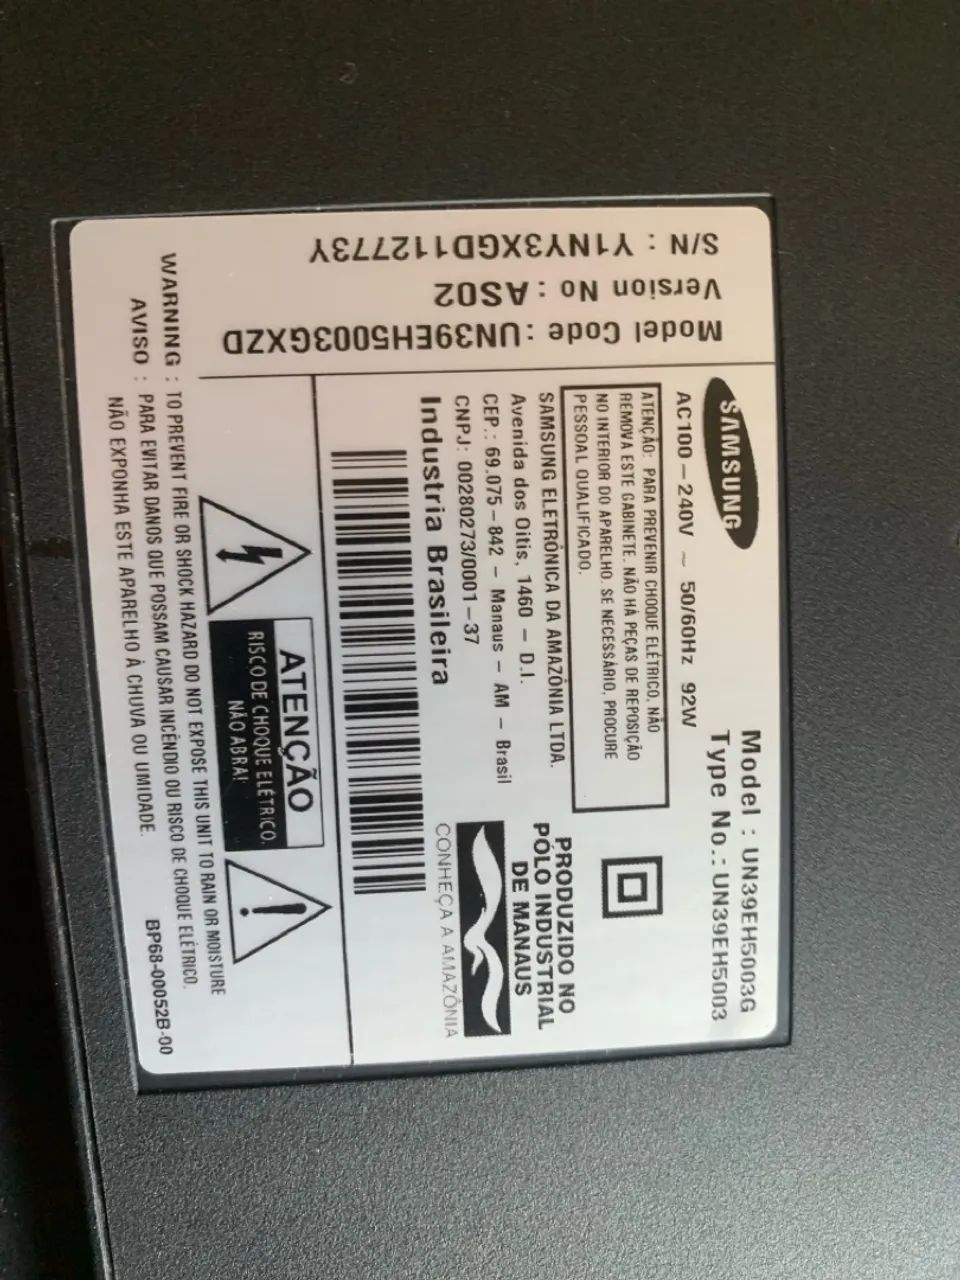 SAMSUNG
Model : UN39EH5003G
Type No.: UN39EH5003
AC100-240V ~ 50/60Hz 92W
ATENÇÃO: PARA PREVENIR CHOQUE ELÉTRICO, NÃO
REMOVA ESTE GABINETE. NÃO HÁ PEÇAS DE REPOSIÇÃO
NO INTERIOR DO APARELHO. SE NECESSÁRIO, PROCURE
PESSOAL QUALIFICADO.
SAMSUNG ELETRÔNICA DA AMAZÔNIA LTDA.
Avenida dos Oitis, 1460 - D.I.
CEP.: 69.075-842 - Manaus - AM - Brasil
CNPJ: 00280273/0001-37
Industria Brasileira
PRODUZIDO NO
PÓLO INDUSTRIAL
DE MANAUS
CONHEÇA A AMAZÔNIA
Model Code : UN39EH5003GXZD
Version No : AS02
S/N : Y1NY3XGD112773Y
ATENÇÃO
RISCO DE CHOQUE ELÉTRICO.
NÃO ABRA!
WARNING : TO PREVENT FIRE OR SHOCK HAZARD DO NOT EXPOSE THIS UNIT TO RAIN OR MOISTURE
AVISO : PARA EVITAR DANOS QUE POSSAM CAUSAR INCÊNDIO OU RISCO DE CHOQUE ELÉTRICO.
NÃO EXPONHA ESTE APARELHO À CHUVA OU UMIDADE.
BP68-00052B-00